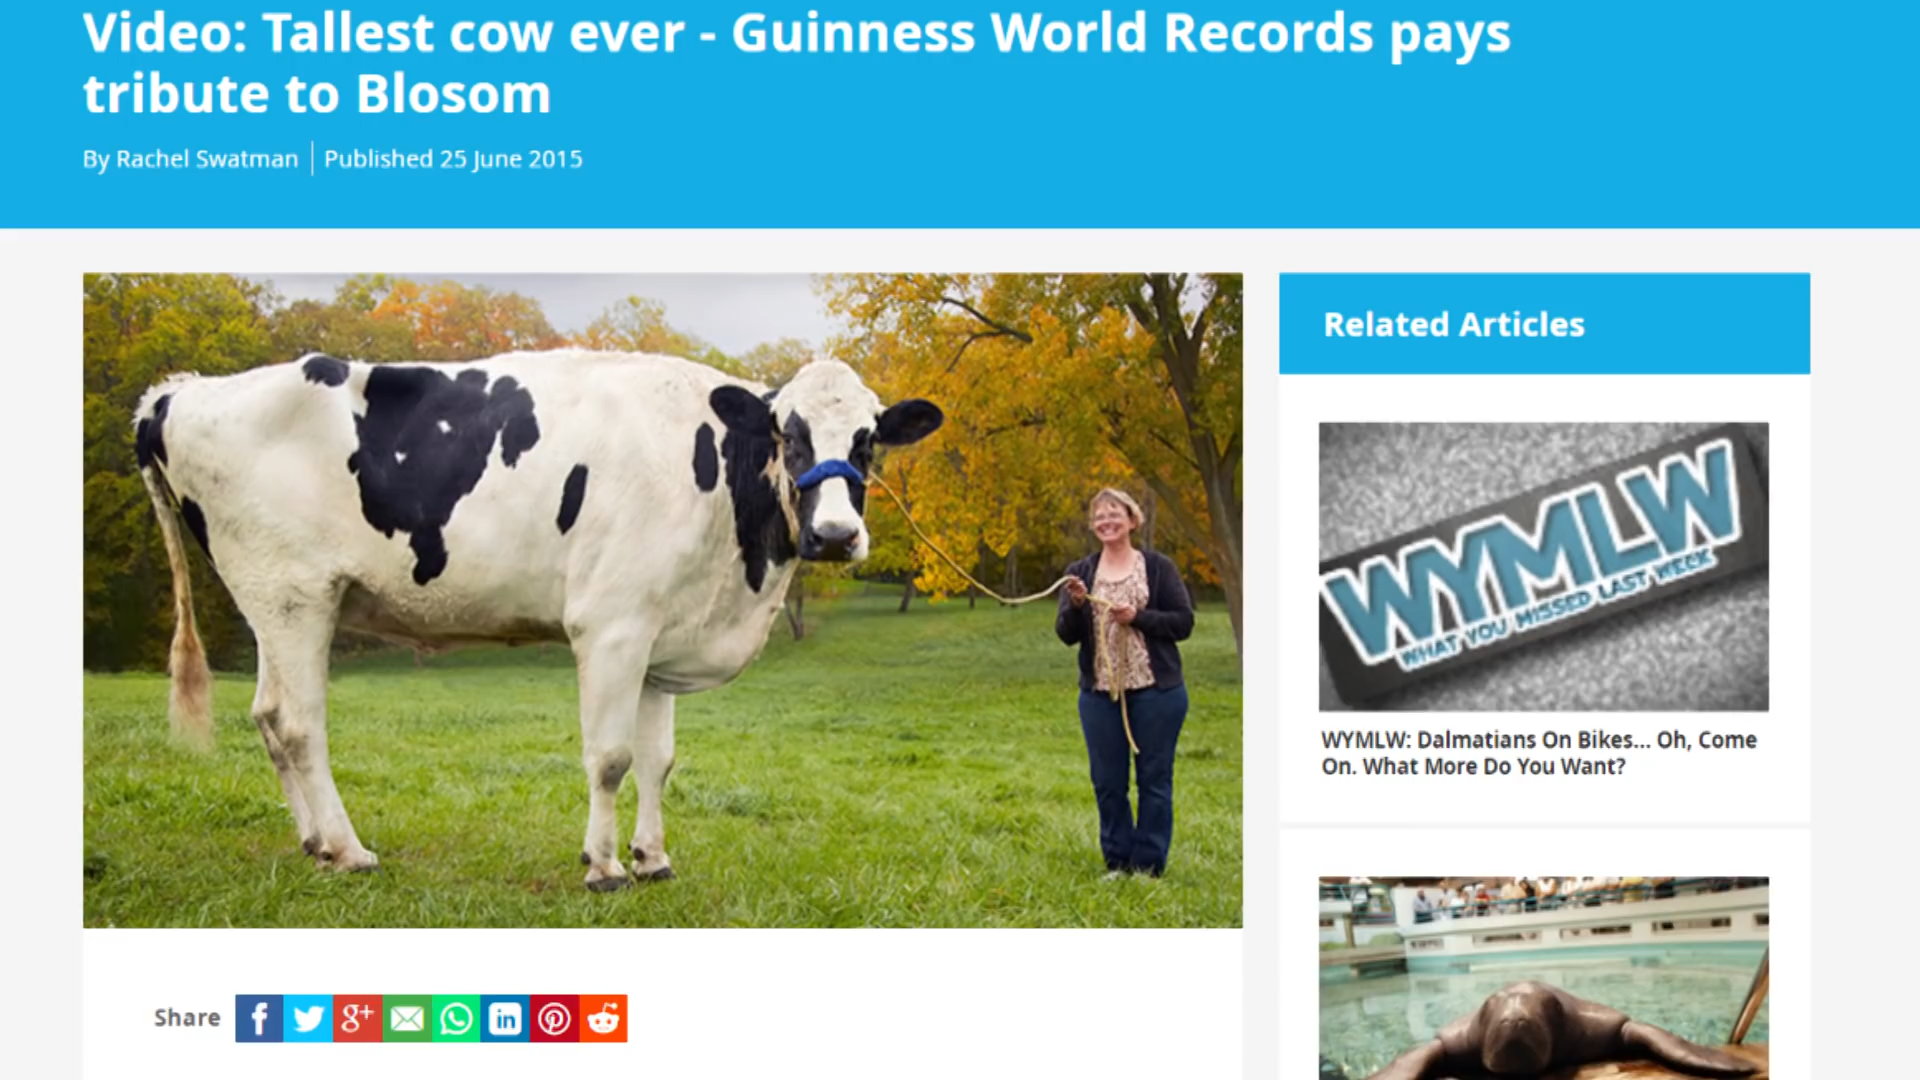 Video: Tallest cow ever - Guinness World Records pays
tribute to Blosom
By Rachel Swatman | Published 25 June 2015
Related Articles
WYMLW
WHAT YOU MISSED LAST WEEK
WYMLW: Dalmatians On Bikes... Oh, Come
On. What More Do You Want?
Share